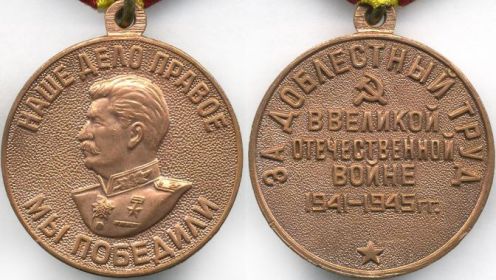 НАШЕ ДЕЛО ПРАВОЕ
МЫ ПОБЕДИЛИ
ЗА ДОБЛЕСТНЫЙ ТРУД
В ВЕЛИКОЙ
ОТЕЧЕСТВЕННОЙ
ВОЙНЕ
1941-1945 ГГ.